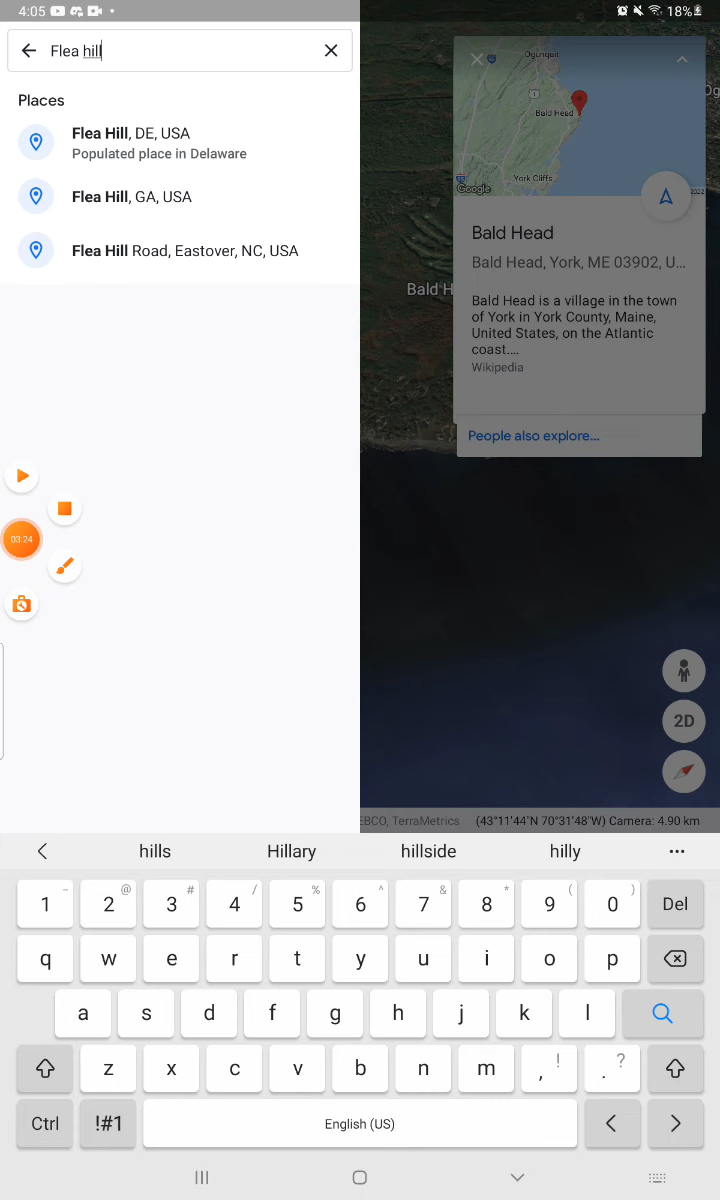 4:05
18%
Flea hill
Places
Flea Hill, DE, USA
Populated place in Delaware
Flea Hill, GA, USA
Flea Hill Road, Eastover, NC, USA
03:24
Ogunquit
1
Bald Head
York Cliffs
Google
2022
Og
Bald H
Bald Head
Bald Head, York, ME 03902, U...
Bald Head is a village in the town
of York in York County, Maine,
United States, on the Atlantic
coast....
Wikipedia
People also explore...
2D
EBCO, TerraMetrics (43°11'44"N 70°31'48"W) Camera: 4.90 km
hills Hillary hillside hilly ...
1 – 2 @ 3 # 4 / 5 % 6 ^ 7 & 8 * 9 ( 0 ) Del
q w e r t y u i o p
a s d f g h j k l
z x c v b n m , ! . ?
Ctrl !#1 English (US) < >